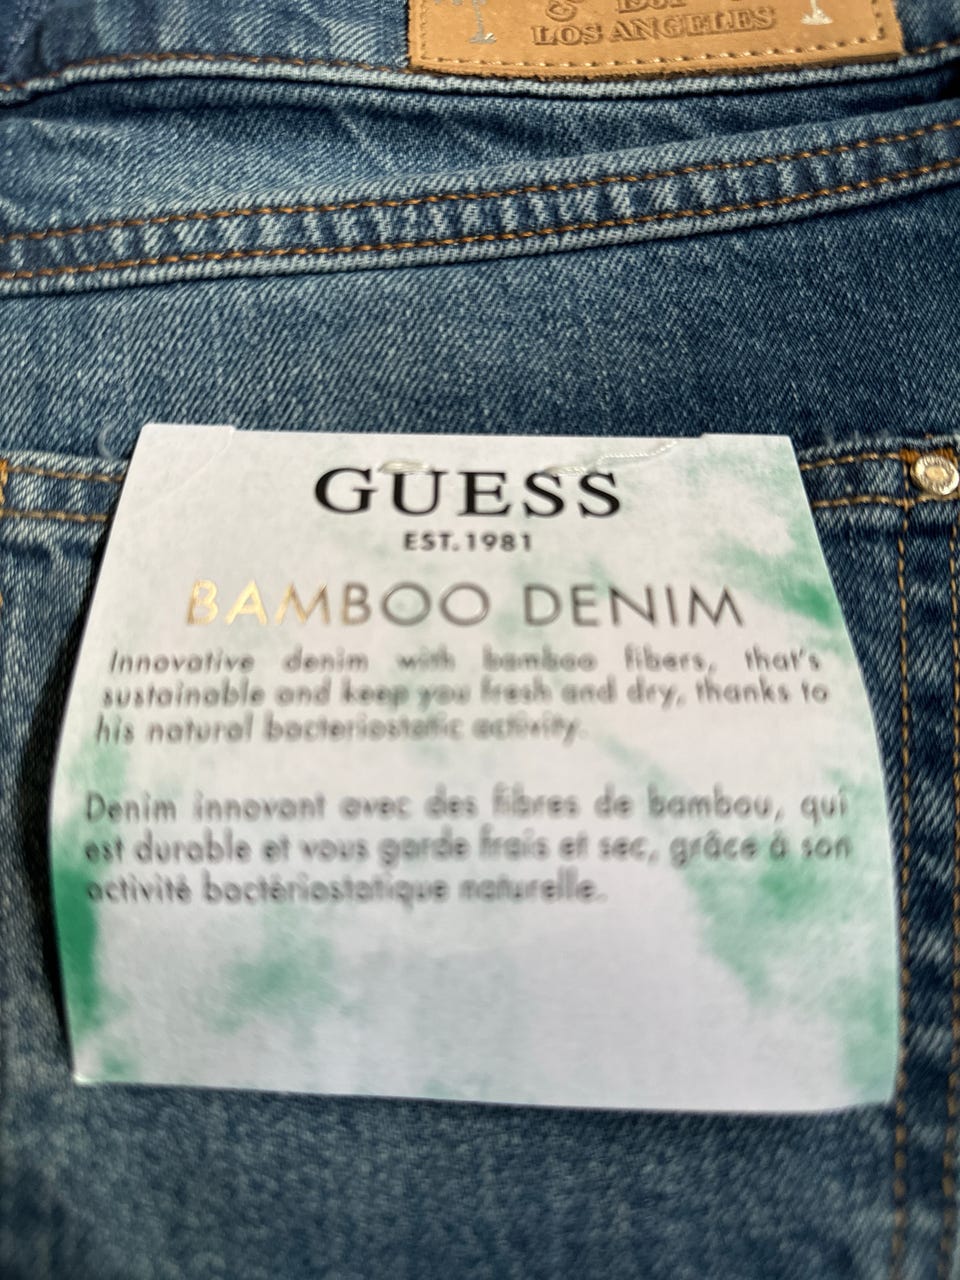 LOS ANGELES
GUESS
EST.1981
BAMBOO DENIM
Innovative denim with bamboo fibers, that's
sustainable and keep you fresh and dry, thanks to
his natural bacteriostatic activity.
Denim innovant avec des fibres de bambou, qui
est durable et vous garde frais et sec, grâce à son
activité bactériostatique naturelle.